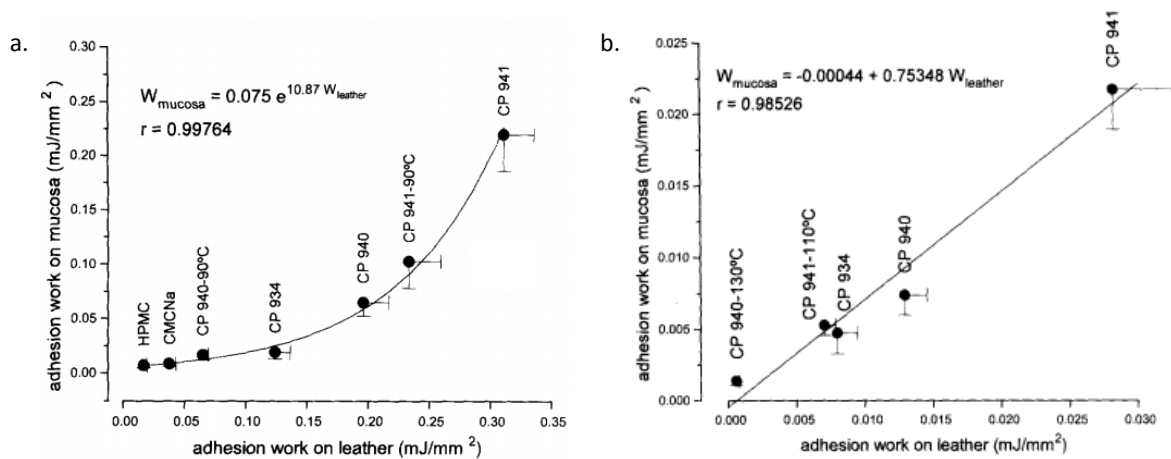 a.
adhesion work on mucosa (mJ/mm ²)
0.30
0.25
0.20
0.15
0.10
0.05
0.00
W mucosa = 0.075 e 10.87 W leather
r = 0.99764
HPMC
CMCNa
CP 940-90ºC
CP 934
CP 940
CP 941-90ºC
CP 941
0.00 0.05 0.10 0.15 0.20 0.25 0.30 0.35
adhesion work on leather (mJ/mm ²)
b.
adhesion work on mucosa (mJ/mm ²)
0.025
0.020
0.015
0.010
0.005
0.000
W mucosa = -0.00044 + 0.75348 W leather
r = 0.98526
CP 940-130ºC
CP 941-110ºC
CP 934
CP 940
CP 941
0.000 0.005 0.010 0.015 0.020 0.025 0.030
adhesion work on leather (mJ/mm²)